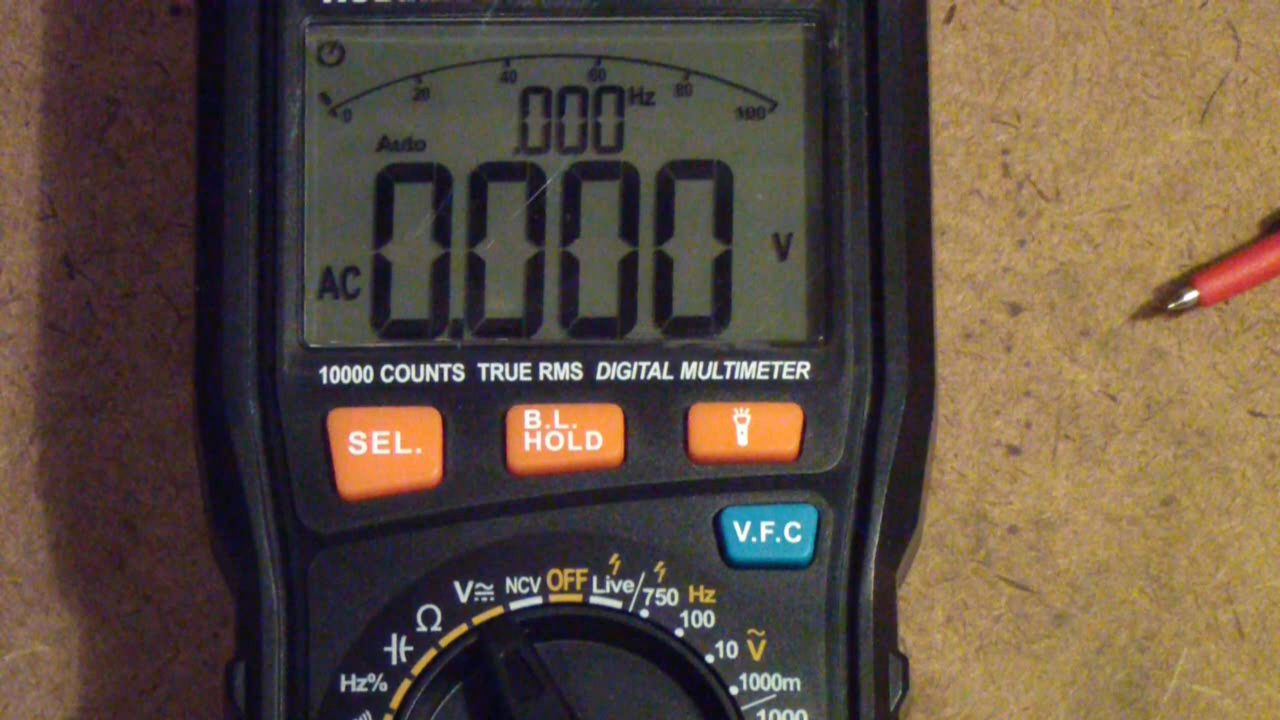 0 20 40 60 80 100
.000 Hz
Auto
AC 0.000 V
10000 COUNTS TRUE RMS DIGITAL MULTIMETER
SEL.
B.L.
HOLD
V.F.C
Hz%
Ω
V≂
NCV
OFF
Live
750 Hz
100
10 Ṽ
1000m
1000